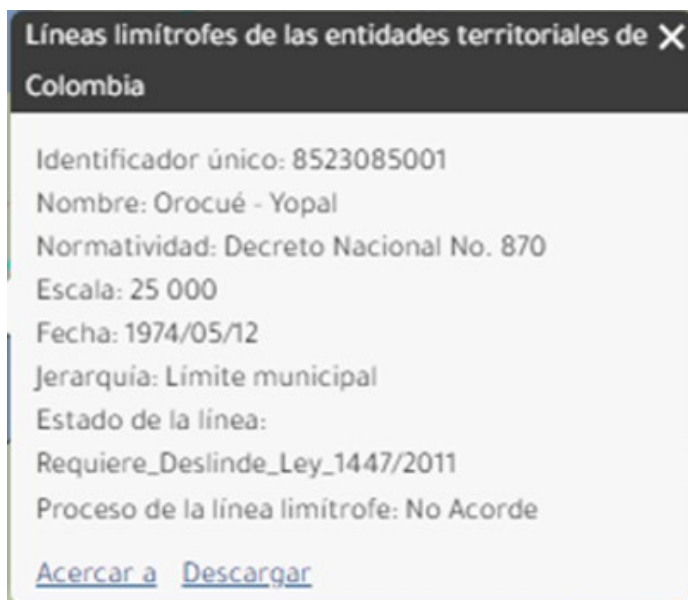 Líneas limítrofes de las entidades territoriales de
Colombia
Identificador único: 8523085001
Nombre: Orocué - Yopal
Normatividad: Decreto Nacional No. 870
Escala: 25 000
Fecha: 1974/05/12
Jerarquía: Límite municipal
Estado de la línea:
Requiere_Deslinde_Ley_1447/2011
Proceso de la línea limítrofe: No Acorde
Acercar a Descargar